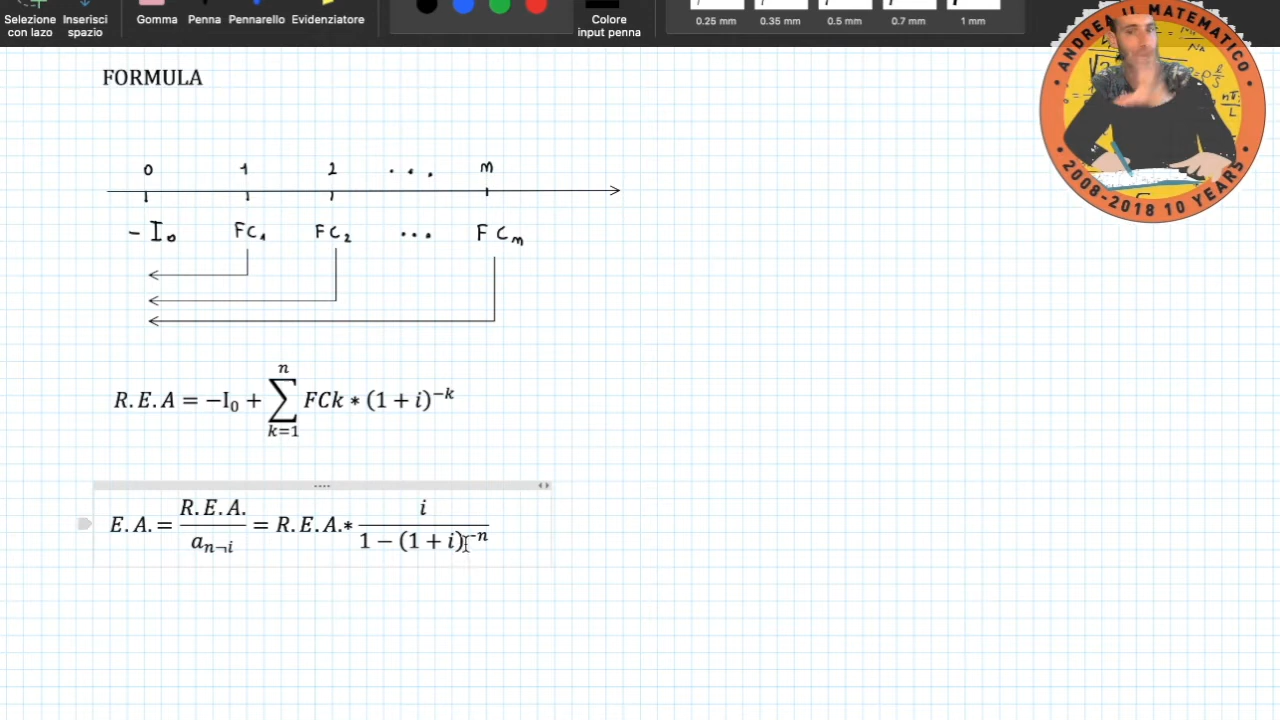 Selezione con lazo
Inserisci spazio
Gomma
Penna
Pennarello
Evidenziatore
Colore input penna
0.25 mm
0.35 mm
0.5 mm
0.7 mm
1 mm
ANDREA IL MATEMATICO
2008-2018 10 YEARS
FORMULA
0 1 2 ... m
-I₀ FC₁ FC₂ ... FCₘ
R.E.A = −I₀ + ∑ₖ₌₁ⁿ FCk ∗ (1 + i)⁻ᵏ
E.A. = R.E.A. / a_{n¬i} = R.E.A.∗ i / 1 − (1 + i)⁻ⁿ